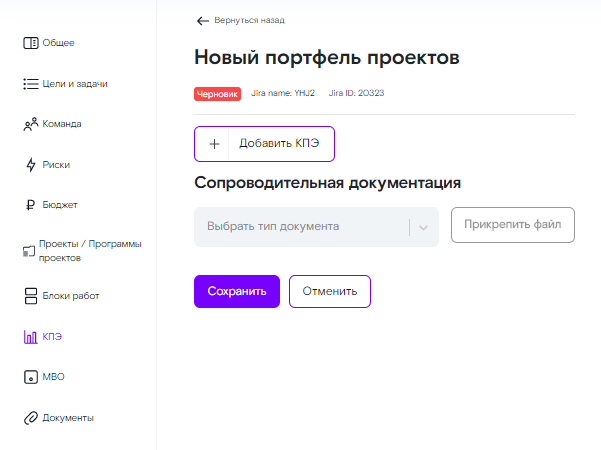 Вернуться назад
Общее
Новый портфель проектов
Цели и задачи
Черновик Jira name: YHJ2 Jira ID: 20323
Команда
Добавить КПЭ
Риски
Сопроводительная документация
Бюджет
Выбрать тип документа Прикрепить файл
Проекты / Программы
проектов
Блоки работ
Сохранить Отменить
КПЭ
МВО
Документы